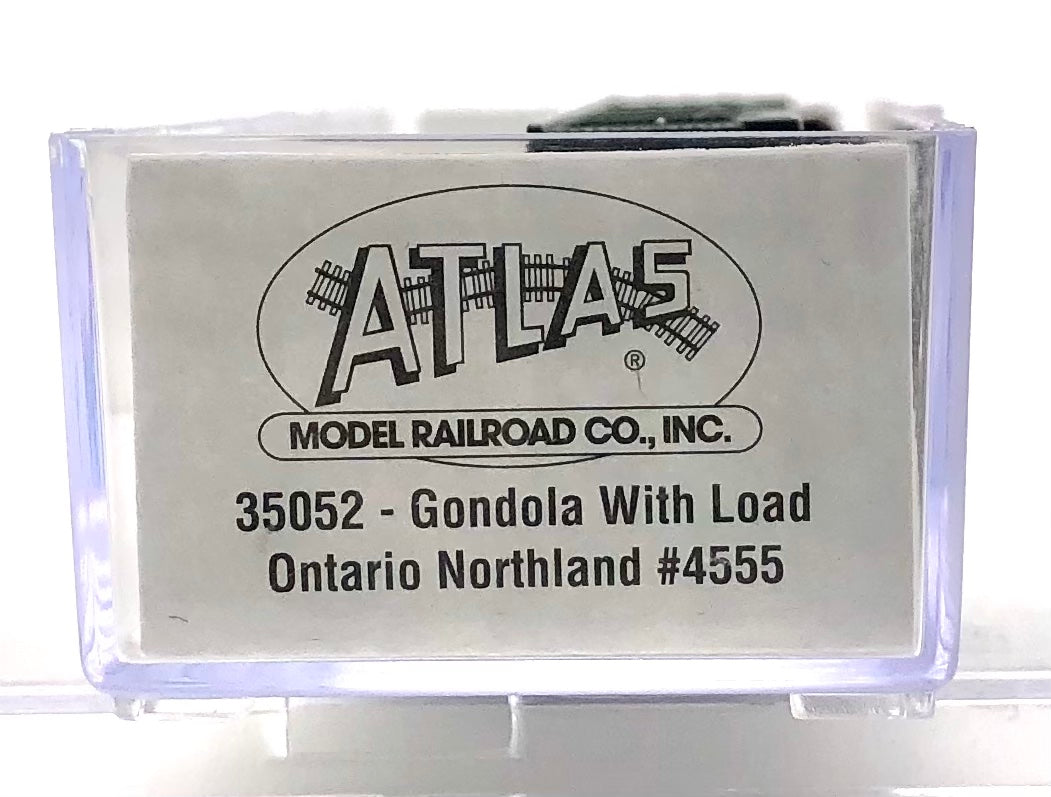 ATLAS
®
MODEL RAILROAD CO., INC.
35052 - Gondola With Load
Ontario Northland #4555